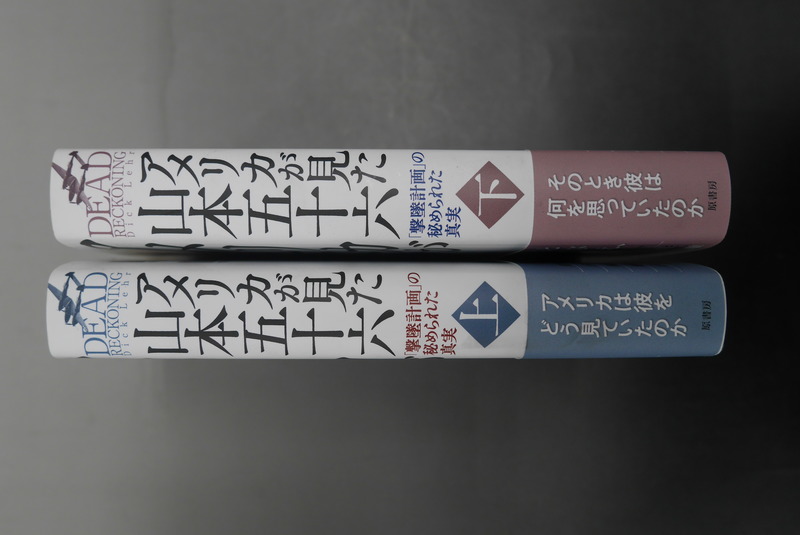 DEAD
RECKONING
Dick Lehr
アメリカが見た
山本五十六
「撃墜計画」の
秘められた
真実
下
そのとき彼は
何を思っていたのか
原書房
DEAD
RECKONING
Dick Lehr
アメリカが見た
山本五十六
「撃墜計画」の
秘められた
真実
上
アメリカは彼を
どう見ていたのか
原書房